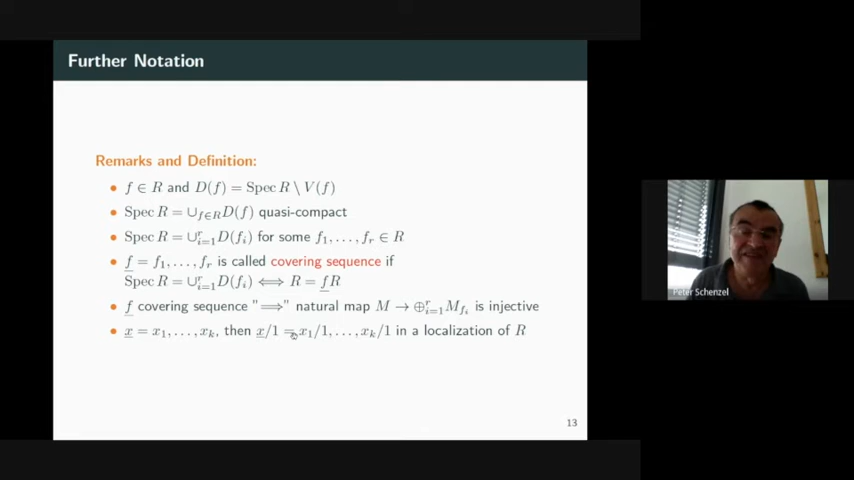 Further Notation
Remarks and Definition:
• f ∈ R and D(f) = Spec R \ V(f)
• Spec R = ∪_{f∈R} D(f) quasi-compact
• Spec R = ∪_{i=1}^r D(f_i) for some f_1, . . . , f_r ∈ R
• f = f_1, . . . , f_r is called covering sequence if
Spec R = ∪_{i=1}^r D(f_i) ⟺ R = fR
• f covering sequence "⟹" natural map M → ⊕_{i=1}^r M_{f_i} is injective
• x = x_1, . . . , x_k, then x/1 = x_1/1, . . . , x_k/1 in a localization of R
13
Peter Schenzel